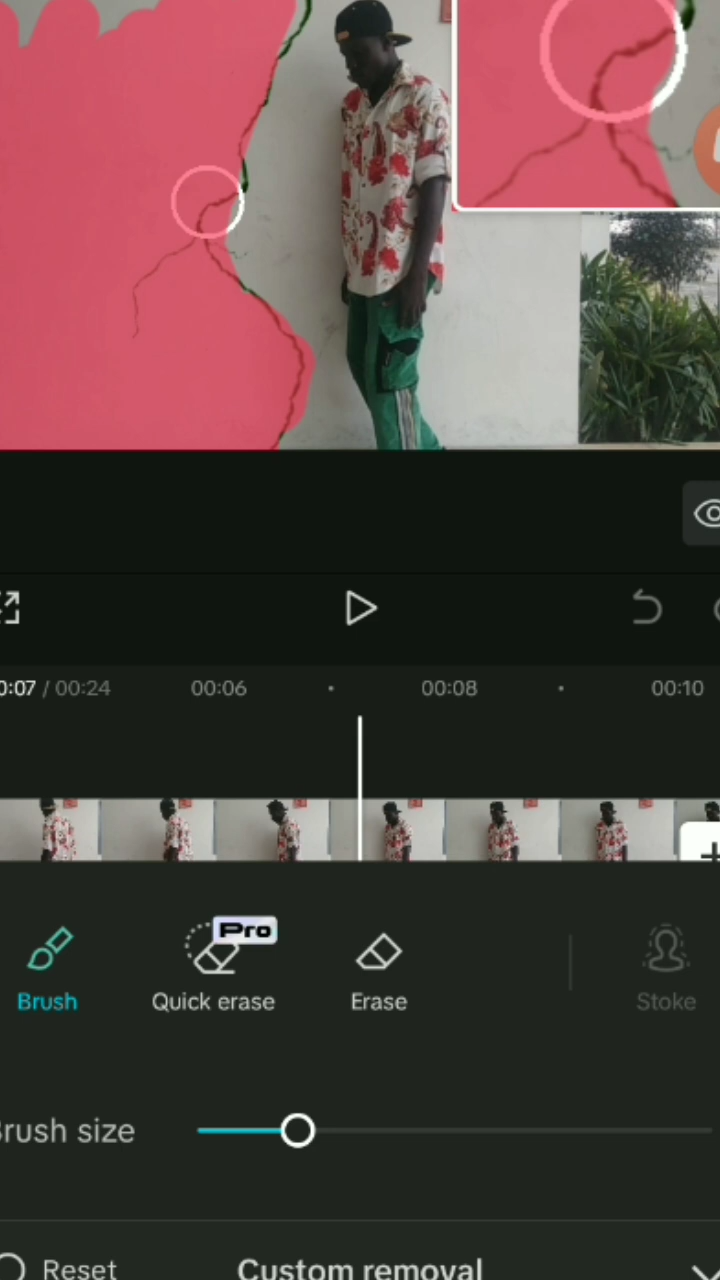 0:07 / 00:24 00:06 00:08 00:10
Pro
Brush Quick erase Erase Stoke
Brush size
Reset Custom removal